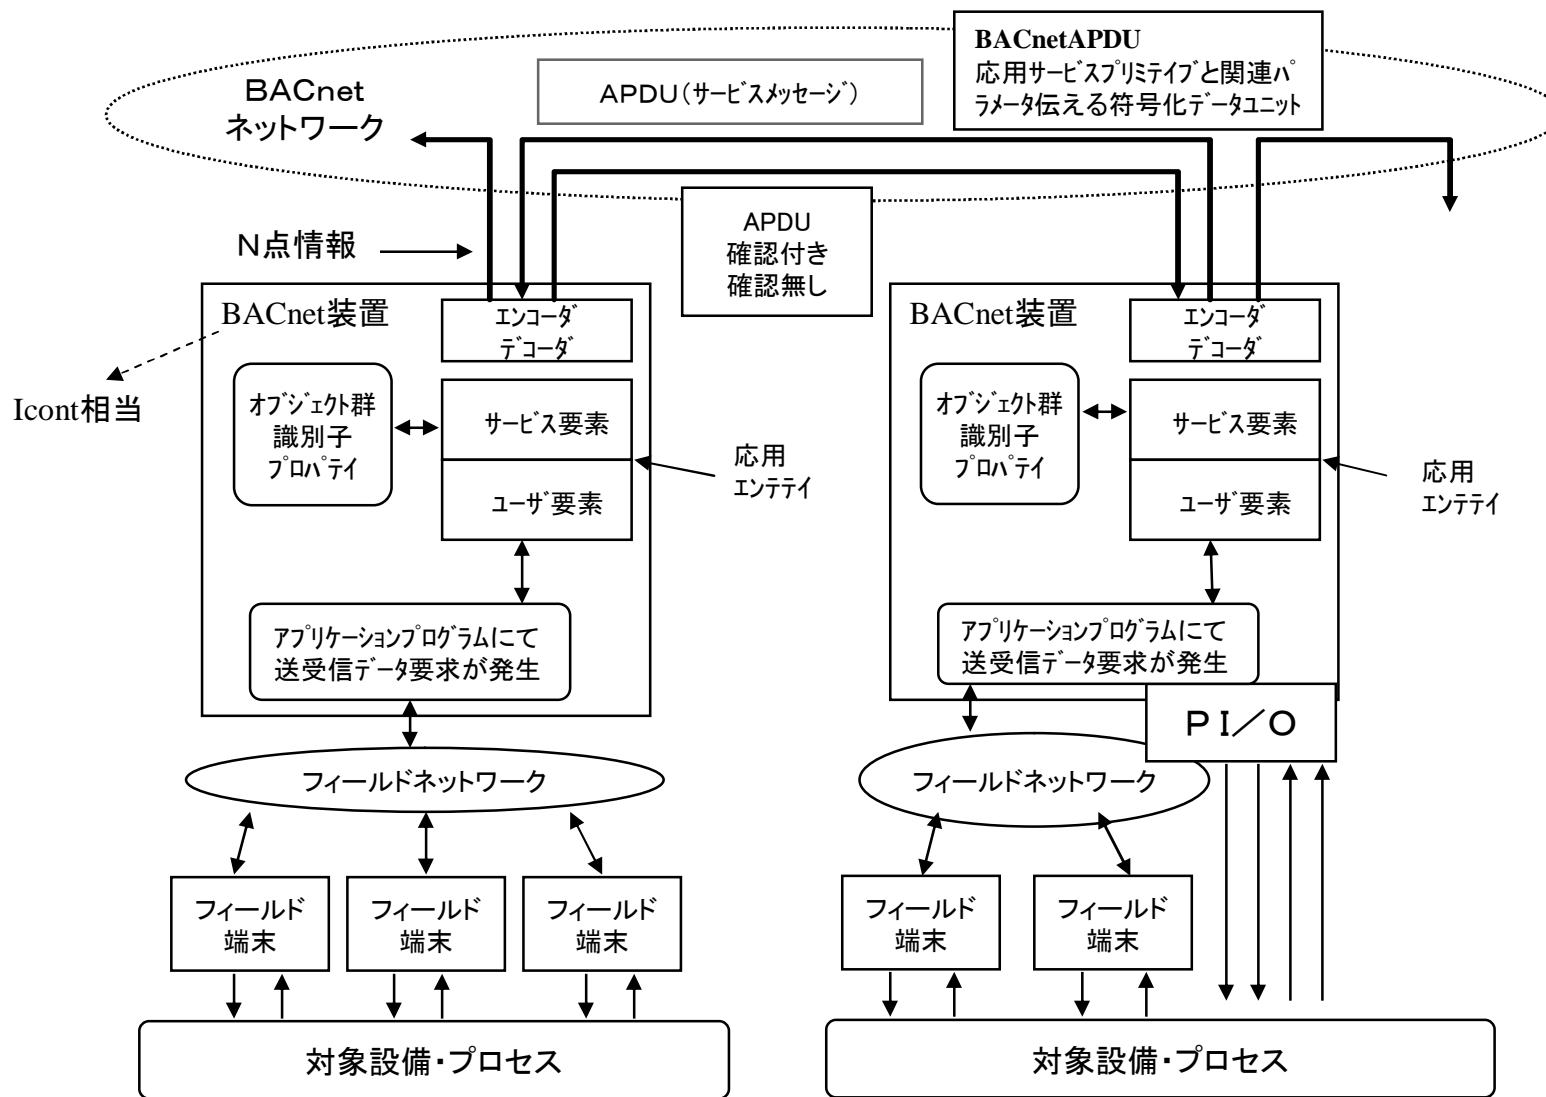 BACnetAPDU
応用サービスプリミテイブと関連パ
ラメータ伝える符号化データユニット
APDU(サービスメッセージ)
BACnet
ネットワーク
APDU
確認付き
確認無し
N点情報
BACnet装置
エンコーダ
デコーダ
オブジェクト群
識別子
プロパテイ
サービス要素
ユーザ要素
応用
エンテテイ
Icont相当
アプリケーションプログラムにて
送受信データ要求が発生
フィールドネットワーク
フィールド
端末
フィールド
端末
フィールド
端末
対象設備・プロセス
BACnet装置
エンコーダ
デコーダ
オブジェクト群
識別子
プロパテイ
サービス要素
ユーザ要素
応用
エンテテイ
アプリケーションプログラムにて
送受信データ要求が発生
PI/O
フィールドネットワーク
フィールド
端末
フィールド
端末
対象設備・プロセス